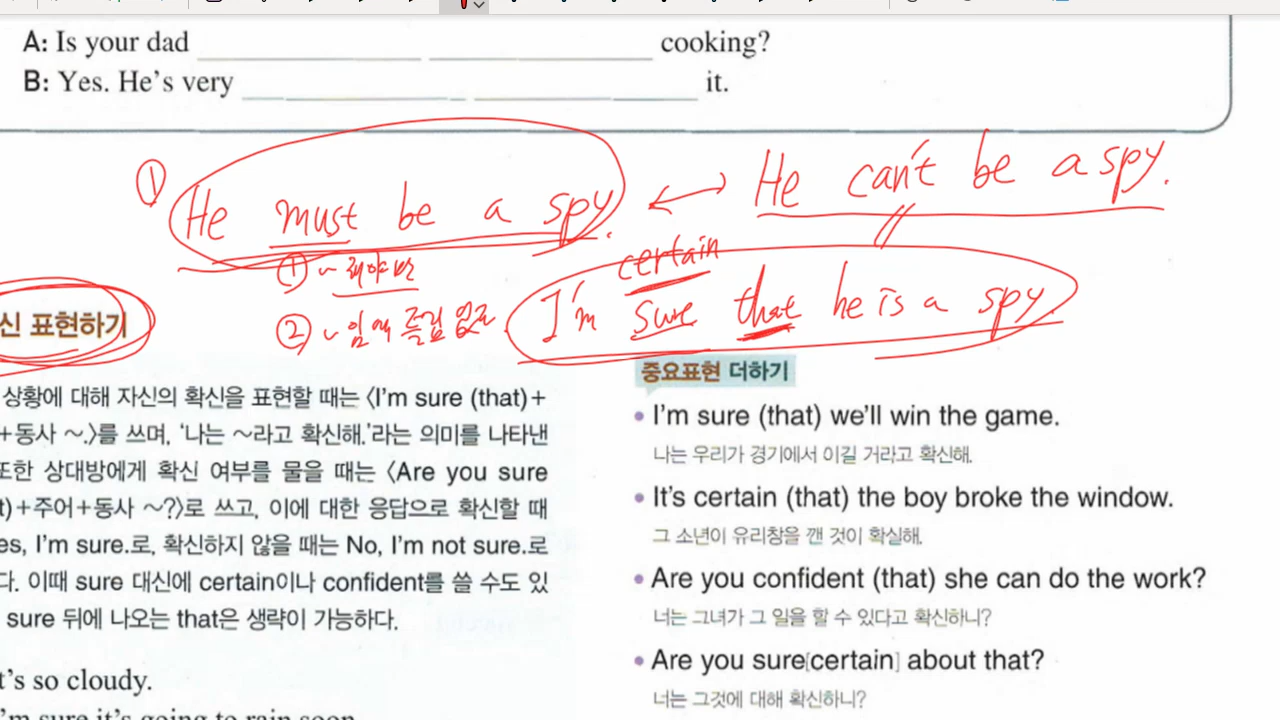 A: Is your dad cooking?
B: Yes. He's very it.
① He must be a spy. ↔ He can't be a spy.
① ~해야만
② ~임에 틀림 없
certain
I'm sure that he is a spy
신 표현하기
상황에 대해 자신의 확신을 표현할 때는 〈I'm sure (that)+
+동사 ~.〉를 쓰며, '나는 ~라고 확신해.'라는 의미를 나타낸
또한 상대방에게 확신 여부를 물을 때는 〈Are you sure
t)+주어+동사 ~?〉로 쓰고, 이에 대한 응답으로 확신할 때
es, I'm sure.로, 확신하지 않을 때는 No, I'm not sure.로
다. 이때 sure 대신에 certain이나 confident를 쓸 수도 있
sure 뒤에 나오는 that은 생략이 가능하다.
t's so cloudy.
'm sure it's going to rain soon
중요표현 더하기
• I'm sure (that) we'll win the game.
나는 우리가 경기에서 이길 거라고 확신해.
• It's certain (that) the boy broke the window.
그 소년이 유리창을 깬 것이 확실해.
• Are you confident (that) she can do the work?
너는 그녀가 그 일을 할 수 있다고 확신하니?
• Are you sure[certain] about that?
너는 그것에 대해 확신하니?